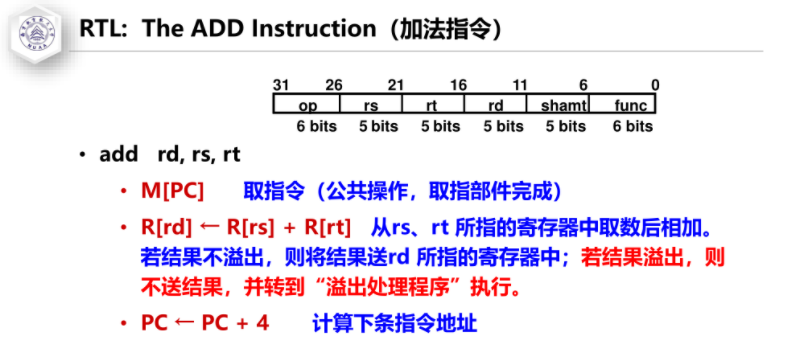 RTL: The ADD Instruction（加法指令）
31 26 21 16 11 6 0
op rs rt rd shamt func
6 bits 5 bits 5 bits 5 bits 5 bits 6 bits
• add rd, rs, rt
• M[PC] 取指令（公共操作，取指部件完成）
• R[rd] ← R[rs] + R[rt] 从rs、rt 所指的寄存器中取数后相加。
若结果不溢出，则将结果送rd 所指的寄存器中；若结果溢出，则
不送结果，并转到“溢出处理程序”执行。
• PC ← PC + 4 计算下条指令地址